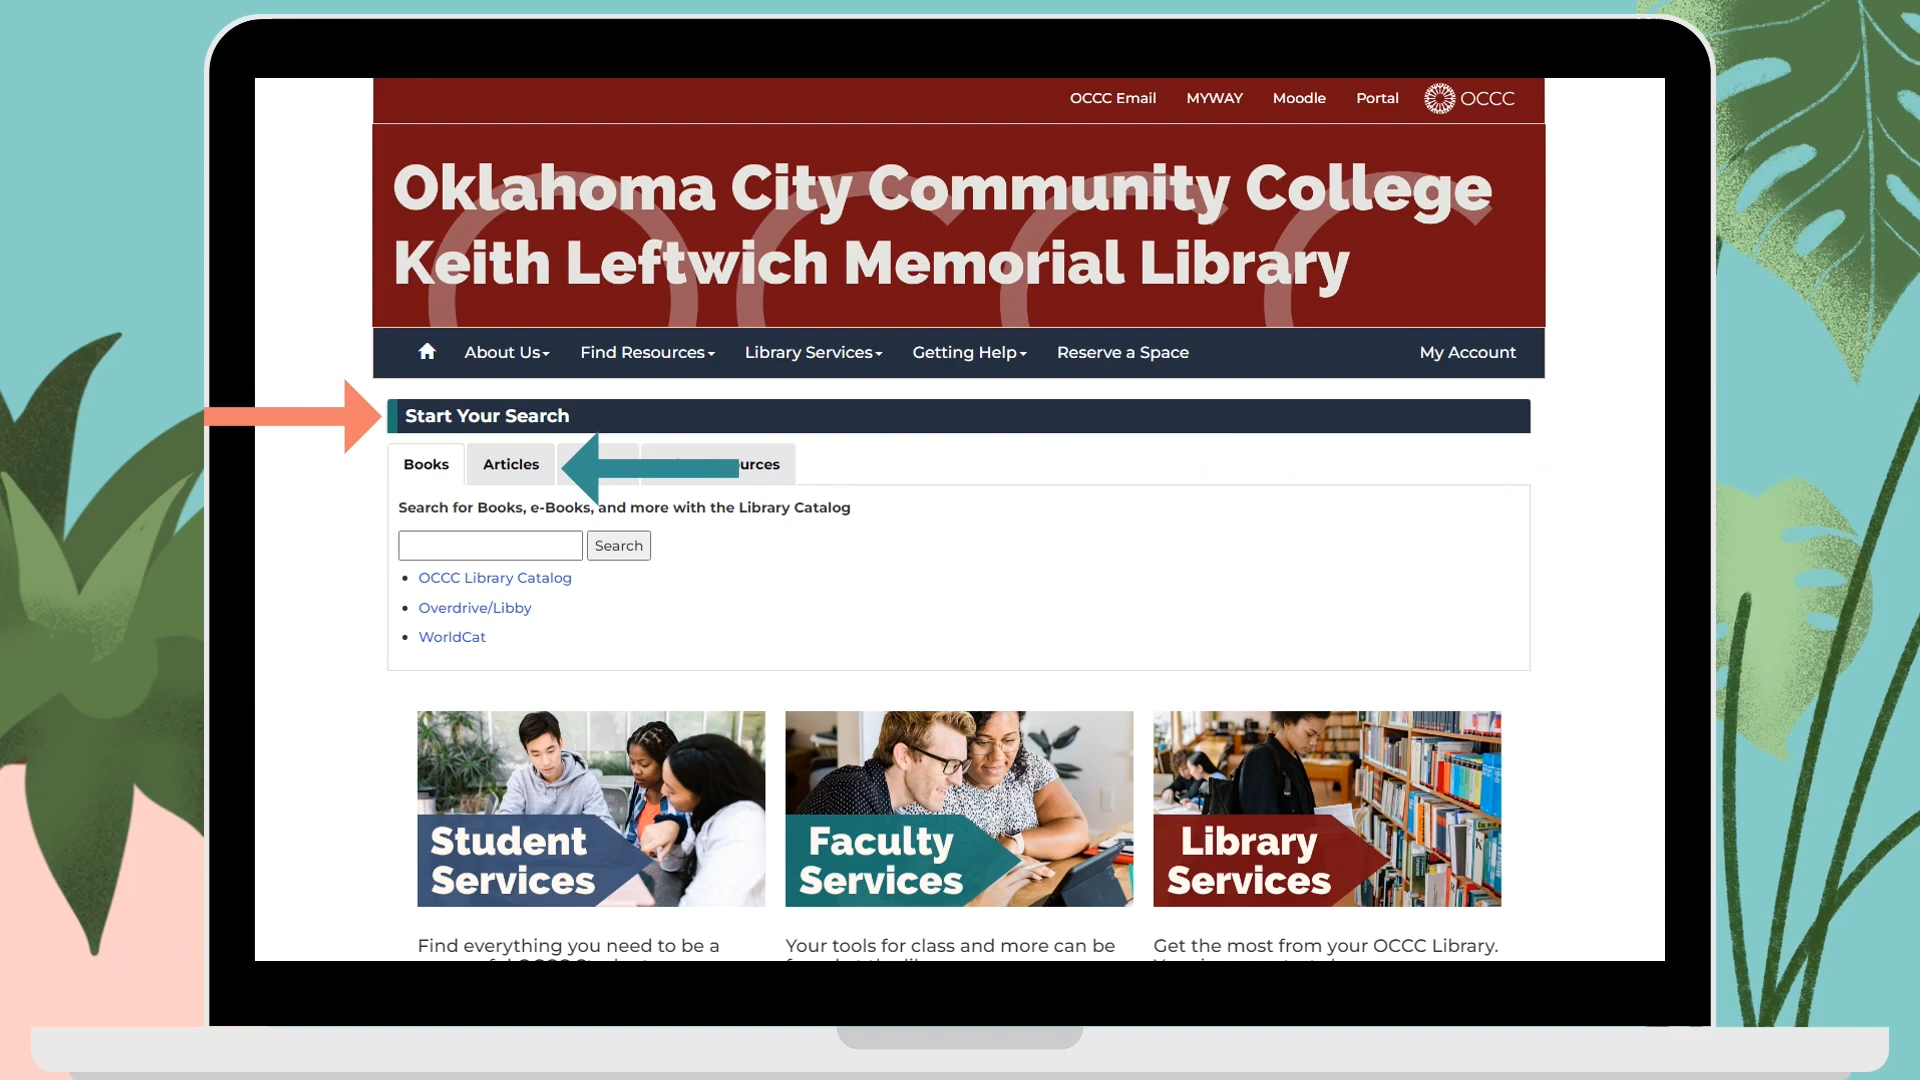 OCCC Email MYWAY Moodle Portal OCCC
Oklahoma City Community College
Keith Leftwich Memorial Library
About Us Find Resources Library Services Getting Help Reserve a Space My Account
Start Your Search
Books Articles
Search for Books, e-Books, and more with the Library Catalog
Search
OCCC Library Catalog
Overdrive/Libby
WorldCat
Student
Services
Faculty
Services
Library
Services
Find everything you need to be a
Your tools for class and more can be
Get the most from your OCCC Library.